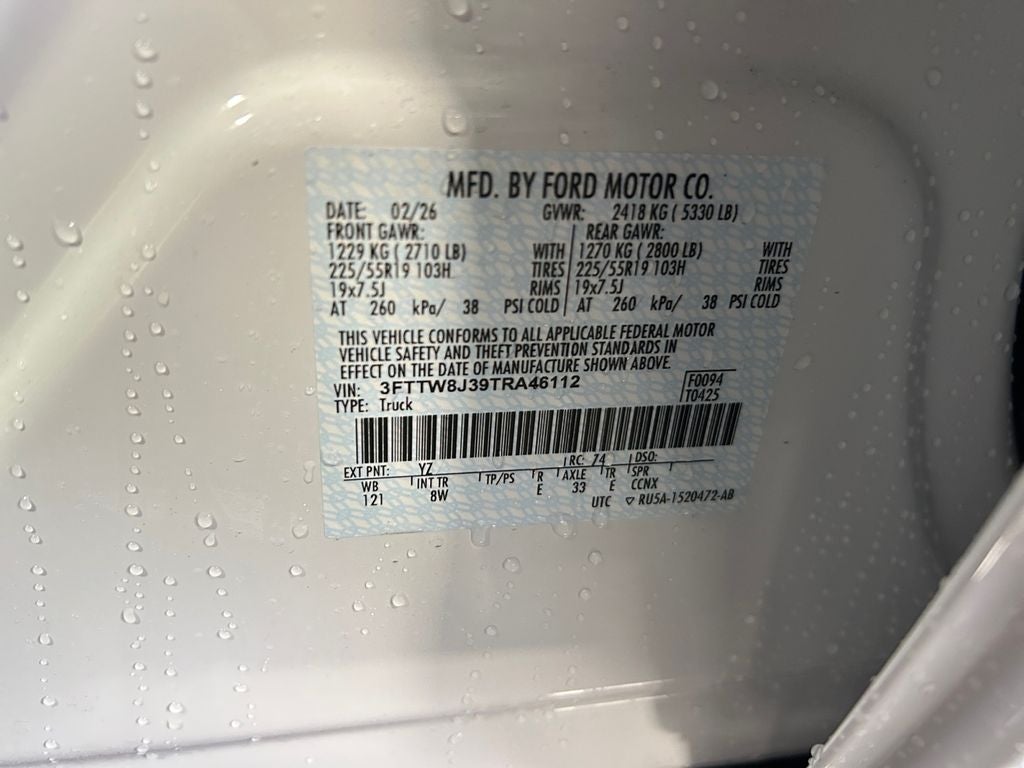 MFD. BY FORD MOTOR CO.
DATE: 02/26 GVWR: 2418 KG ( 5330 LB)
FRONT GAWR: REAR GAWR:
1229 KG ( 2710 LB) WITH 1270 KG ( 2800 LB) WITH
225/55R19 103H TIRES 225/55R19 103H TIRES
19x7.5J RIMS 19x7.5J RIMS
AT 260 kPa/ 38 PSI COLD AT 260 kPa/ 38 PSI COLD
THIS VEHICLE CONFORMS TO ALL APPLICABLE FEDERAL MOTOR
VEHICLE SAFETY AND THEFT PREVENTION STANDARDS IN
EFFECT ON THE DATE OF MANUFACTURE SHOWN ABOVE.
VIN: 3FTTW8J39TRA46112 F0094
TYPE: Truck T0425
EXT PNT: YZ RC: 74 DSO:
WB INT TR TP/PS R AXLE TR SPR
121 8W E 33 E CCNX
UTC ▽ RU5A-1520472-AB